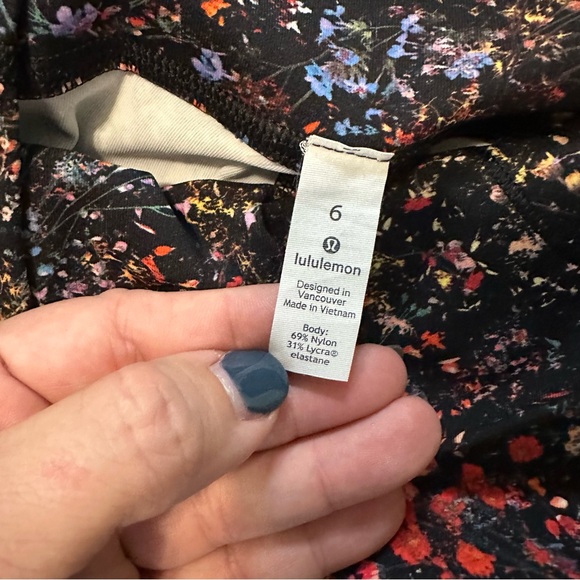 6
lululemon
Designed in
Vancouver
Made in Vietnam
Body:
69% Nylon
31% Lycra®
elastane